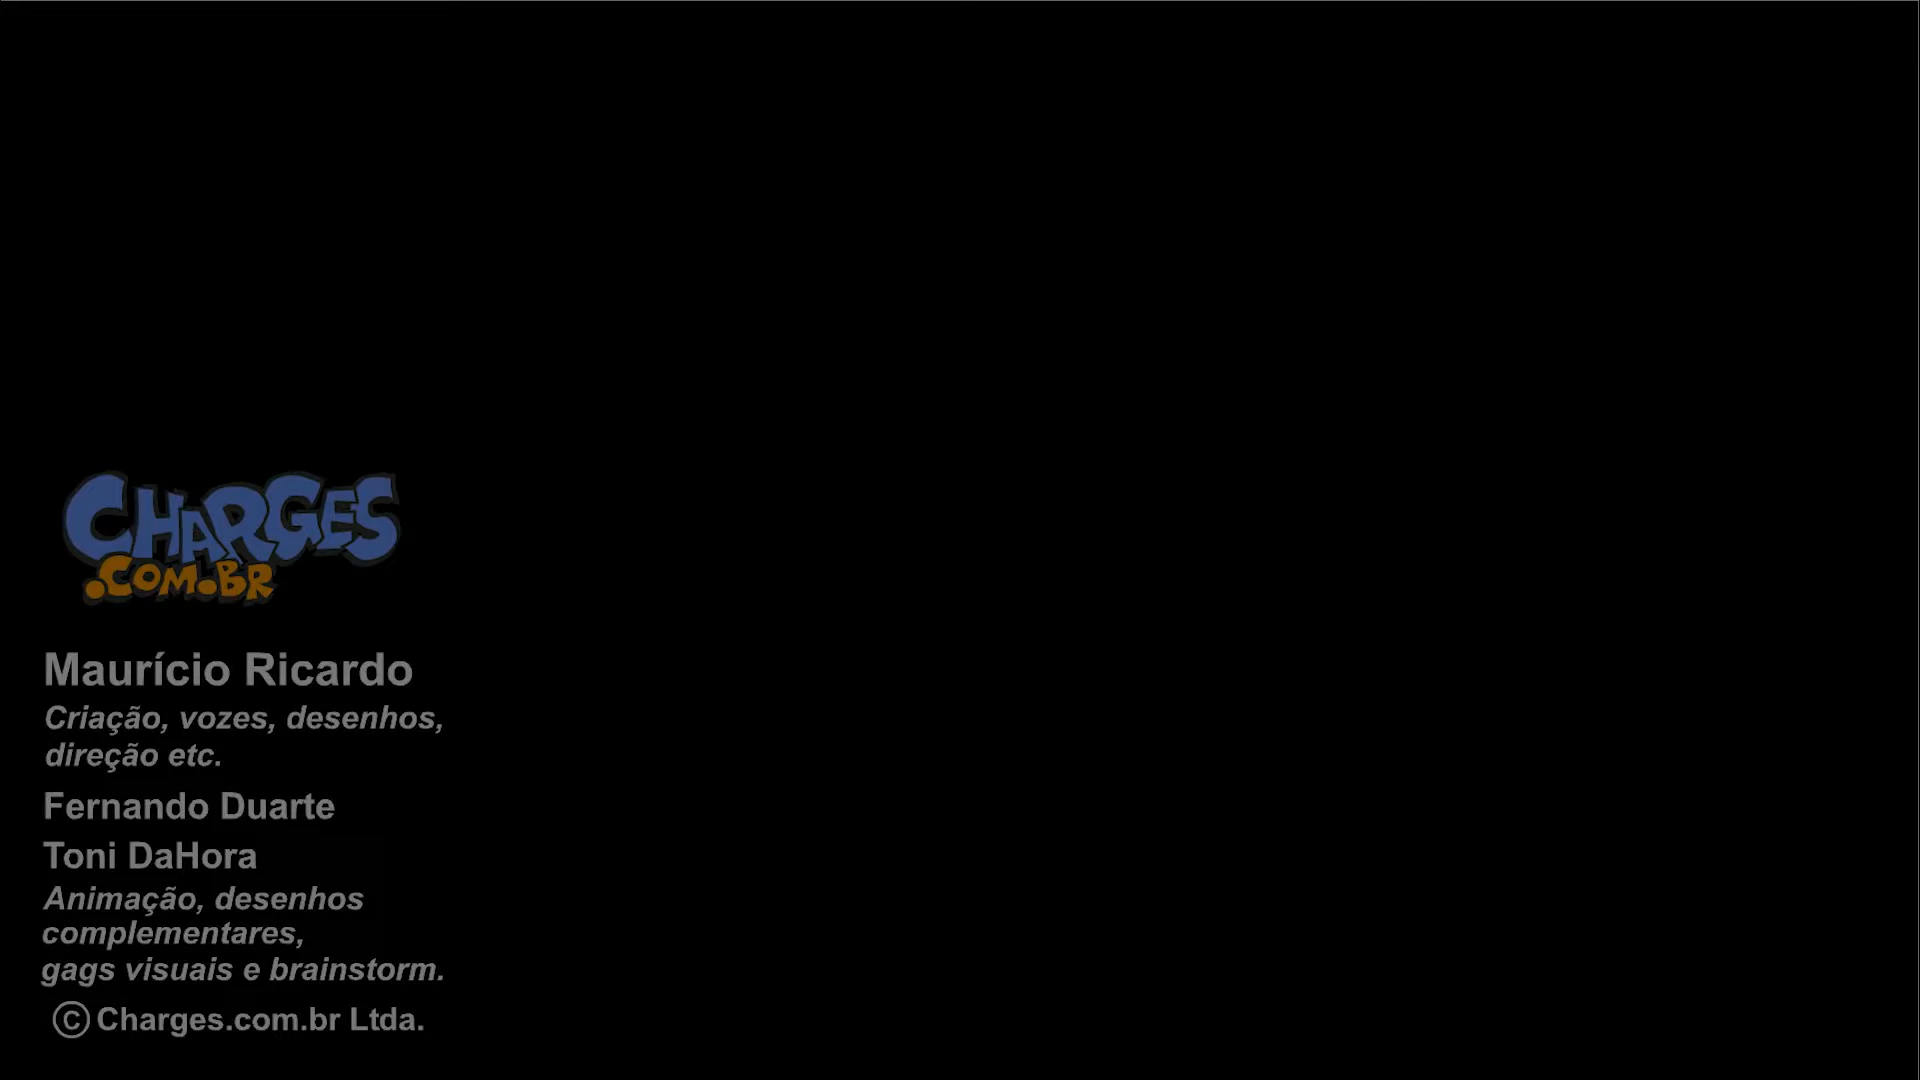 CHARGES
.COM.BR
Maurício Ricardo
Criação, vozes, desenhos,
direção etc.
Fernando Duarte
Toni DaHora
Animação, desenhos
complementares,
gags visuais e brainstorm.
© Charges.com.br Ltda.